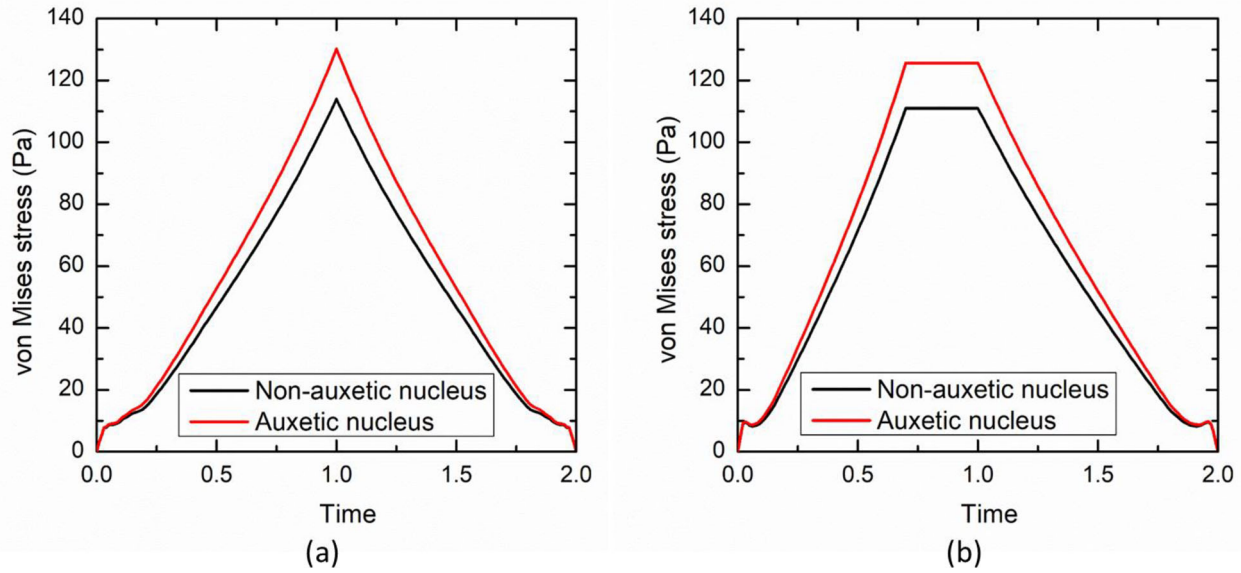 140
120
100
80
60
40
20
0
von Mises stress (Pa)
Non-auxetic nucleus
Auxetic nucleus
0.0 0.5 1.0 1.5 2.0
Time
(a)
140
120
100
80
60
40
20
0
von Mises stress (Pa)
Non-auxetic nucleus
Auxetic nucleus
0.0 0.5 1.0 1.5 2.0
Time
(b)